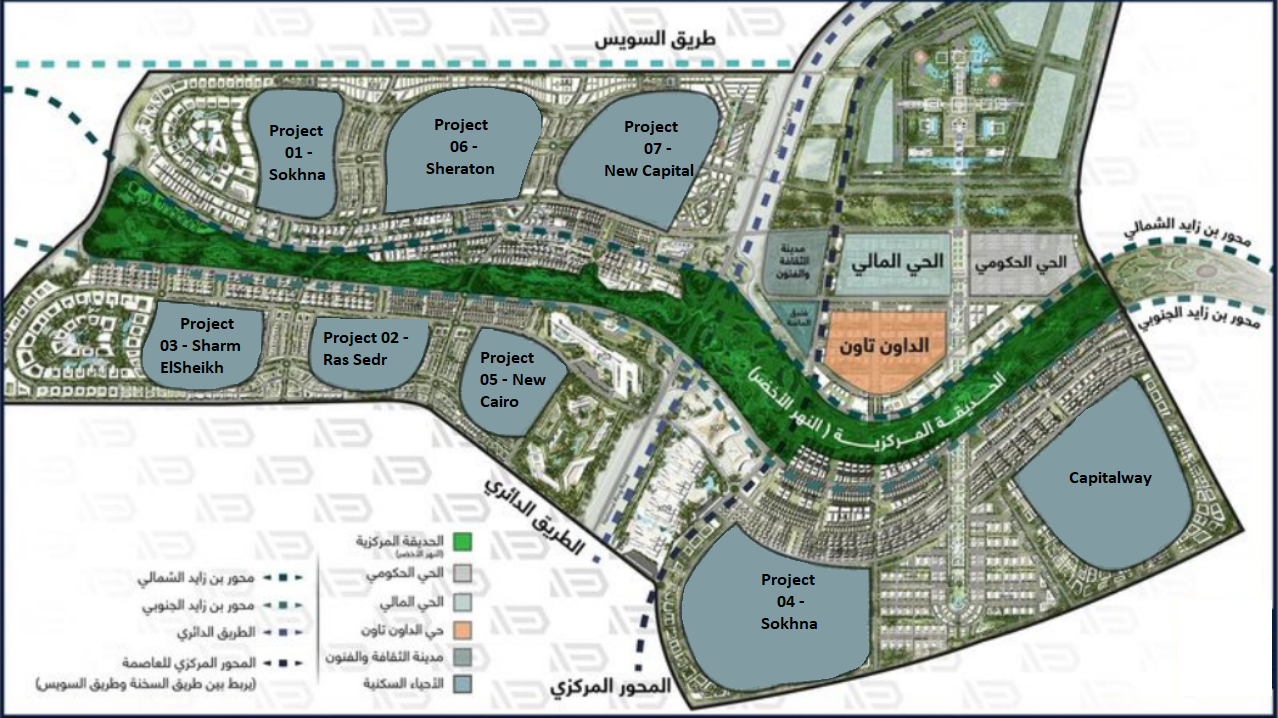 طريق السويس
Project
01 -
Sokhna
Project
06 -
Sheraton
Project
07 -
New Capital
مدينة
الثقافة
والفنون
الحي المالي
الحي الحكومي
محور بن زايد الشمالي
محور بن زايد الجنوبي
الداون تاون
الحديقة المركزية ( النهر الأخضر)
Project
03 - Sharm
ElSheikh
Project 02 -
Ras Sedr
Project
05 - New
Cairo
Capitalway
Project
04 -
Sokhna
الطريق الدائري
المحور المركزي
الحديقة المركزية
(النهر الأخضر)
الحي الحكومي
الحي المالي
حي الداون تاون
مدينة الثقافة والفنون
الأحياء السكنية
محور بن زايد الشمالي
محور بن زايد الجنوبي
الطريق الدائري
المحور المركزي للعاصمة
(يربط بين طريق السخنة وطريق السويس)